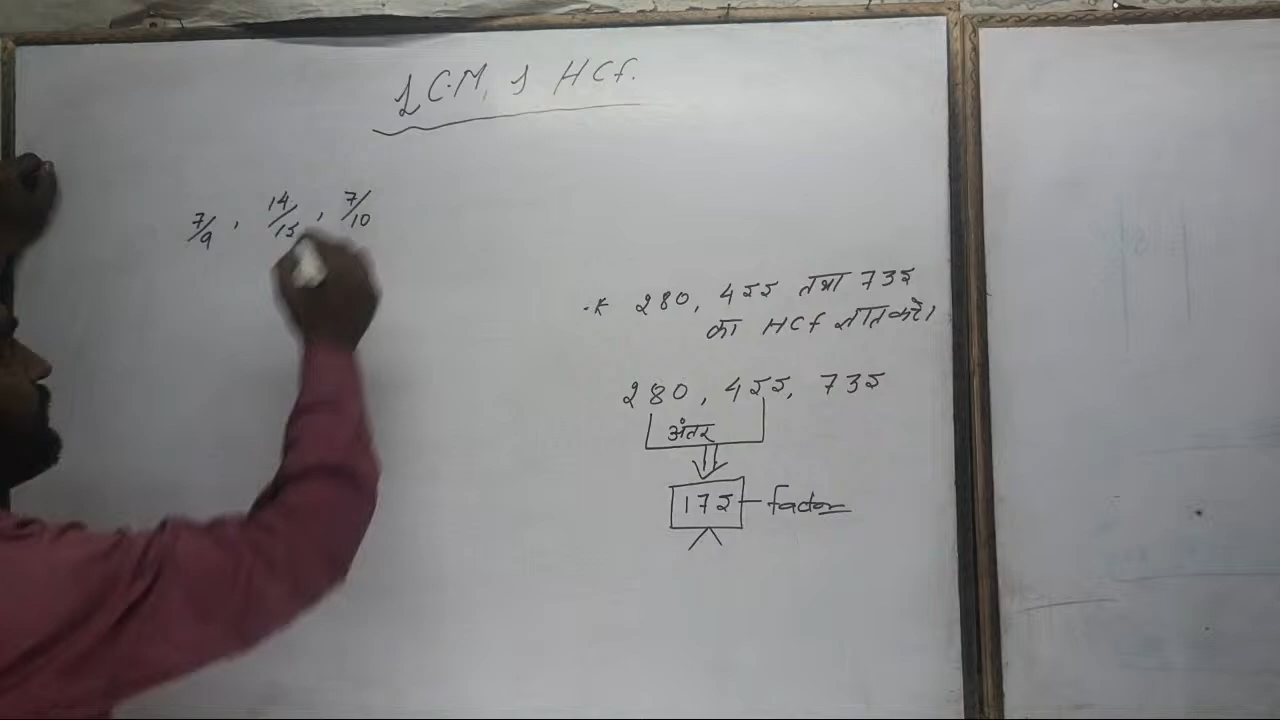 LCM, & HCF.
7/9, 14/15, 7/10
* 280, 455 तथा 735
का HCF ज्ञात करें।
280, 455, 735
अंतर
175 - factor